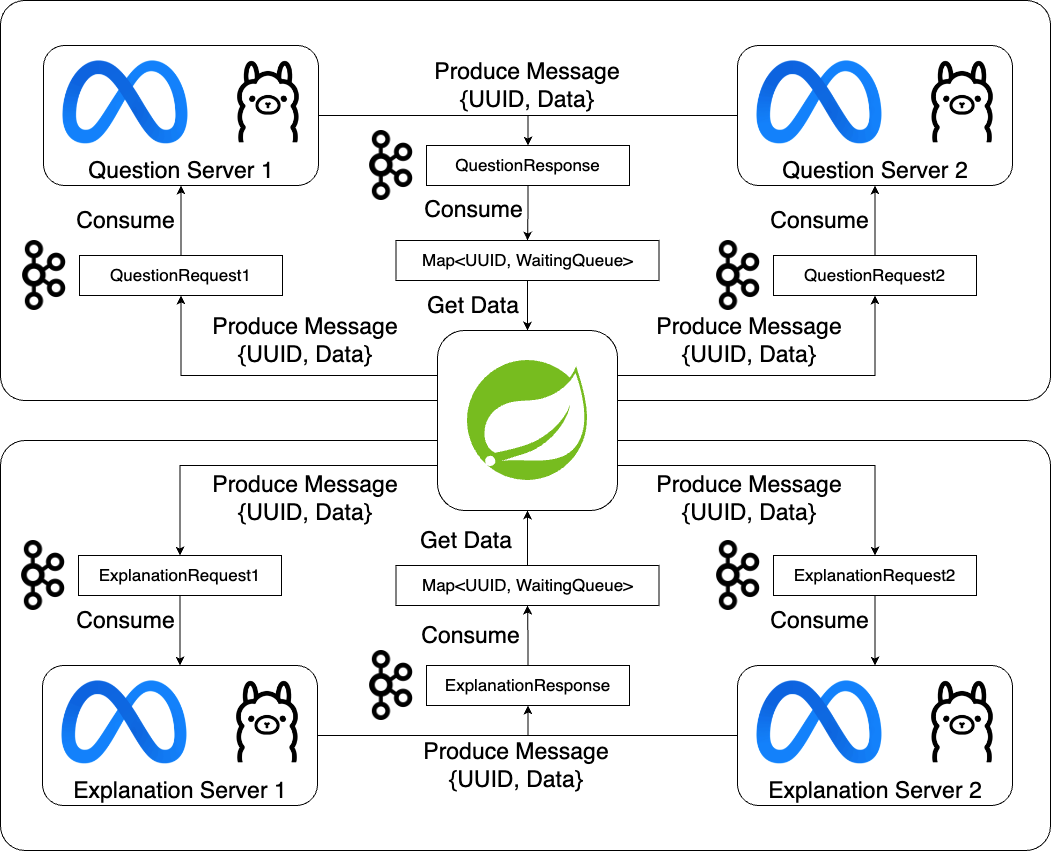 Produce Message
{UUID, Data}
Question Server 1
QuestionResponse
Question Server 2
Consume
Consume
Consume
QuestionRequest1
Map<UUID, WaitingQueue>
QuestionRequest2
Get Data
Produce Message
{UUID, Data}
Produce Message
{UUID, Data}
Produce Message
{UUID, Data}
Produce Message
{UUID, Data}
Get Data
ExplanationRequest1
Map<UUID, WaitingQueue>
ExplanationRequest2
Consume
Consume
Consume
ExplanationResponse
Produce Message
{UUID, Data}
Explanation Server 1
Explanation Server 2